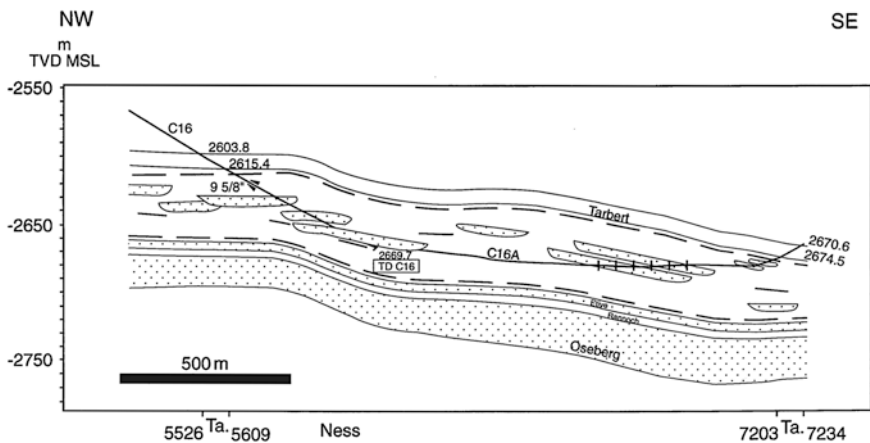 NW
SE
m
TVD MSL
-2550
C16
2603.8
2615.4
9 5/8"
-2650
Tarbert
2670.6
2674.5
2669.7
C16A
TD C16
Etive
Rannoch
Oseberg
-2750
500 m
5526 Ta. 5609 Ness 7203 Ta. 7234